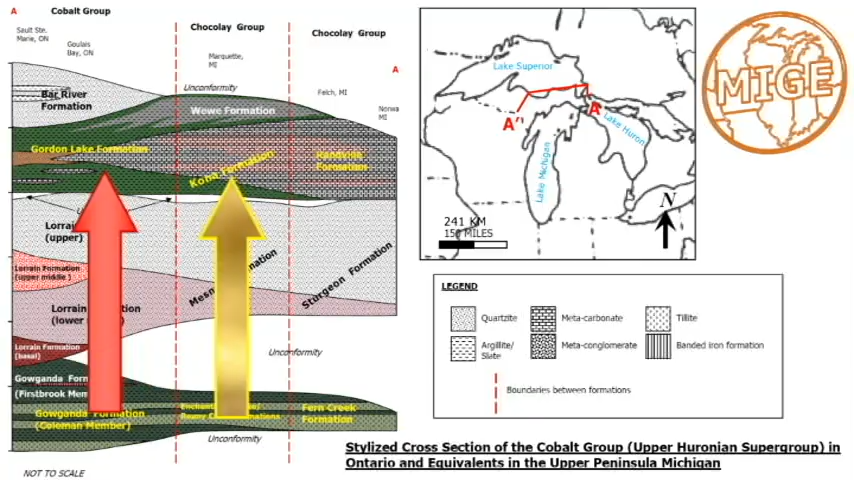 A
Cobalt Group
Sault Ste.
Marie, ON
Goulais
Bay, ON
Chocolay Group
Marquette,
MI
Chocolay Group
Felch, MI
A
Norwa
MI
Unconformity
Bar River
Formation
Wewe Formation
Gordon Lake Formation
Kona Formation
Randville
Formation
Lorrai
(upper)
Lorrain Formation
(upper middle )
Lorrain
(lower
Mesn
mation
Sturgeon Formation
Unconformity
Lorrain Formation
(basal)
Gowganda Form
(Firstbrook Mem
Gowganda Formation
(Coleman Member)
Fern Creek
Formation
Unconformity
NOT TO SCALE
Lake Superior
A'
A
Lake Huron
Lake Michigan
241 KM
150 MILES
N
MIGE
LEGEND
Quartzite
Meta-carbonate
Tillite
Argillite/
Slate
Meta-conglomerate
Banded iron formation
Boundaries between formations
Stylized Cross Section of the Cobalt Group (Upper Huronian Supergroup) in
Ontario and Equivalents in the Upper Peninsula Michigan